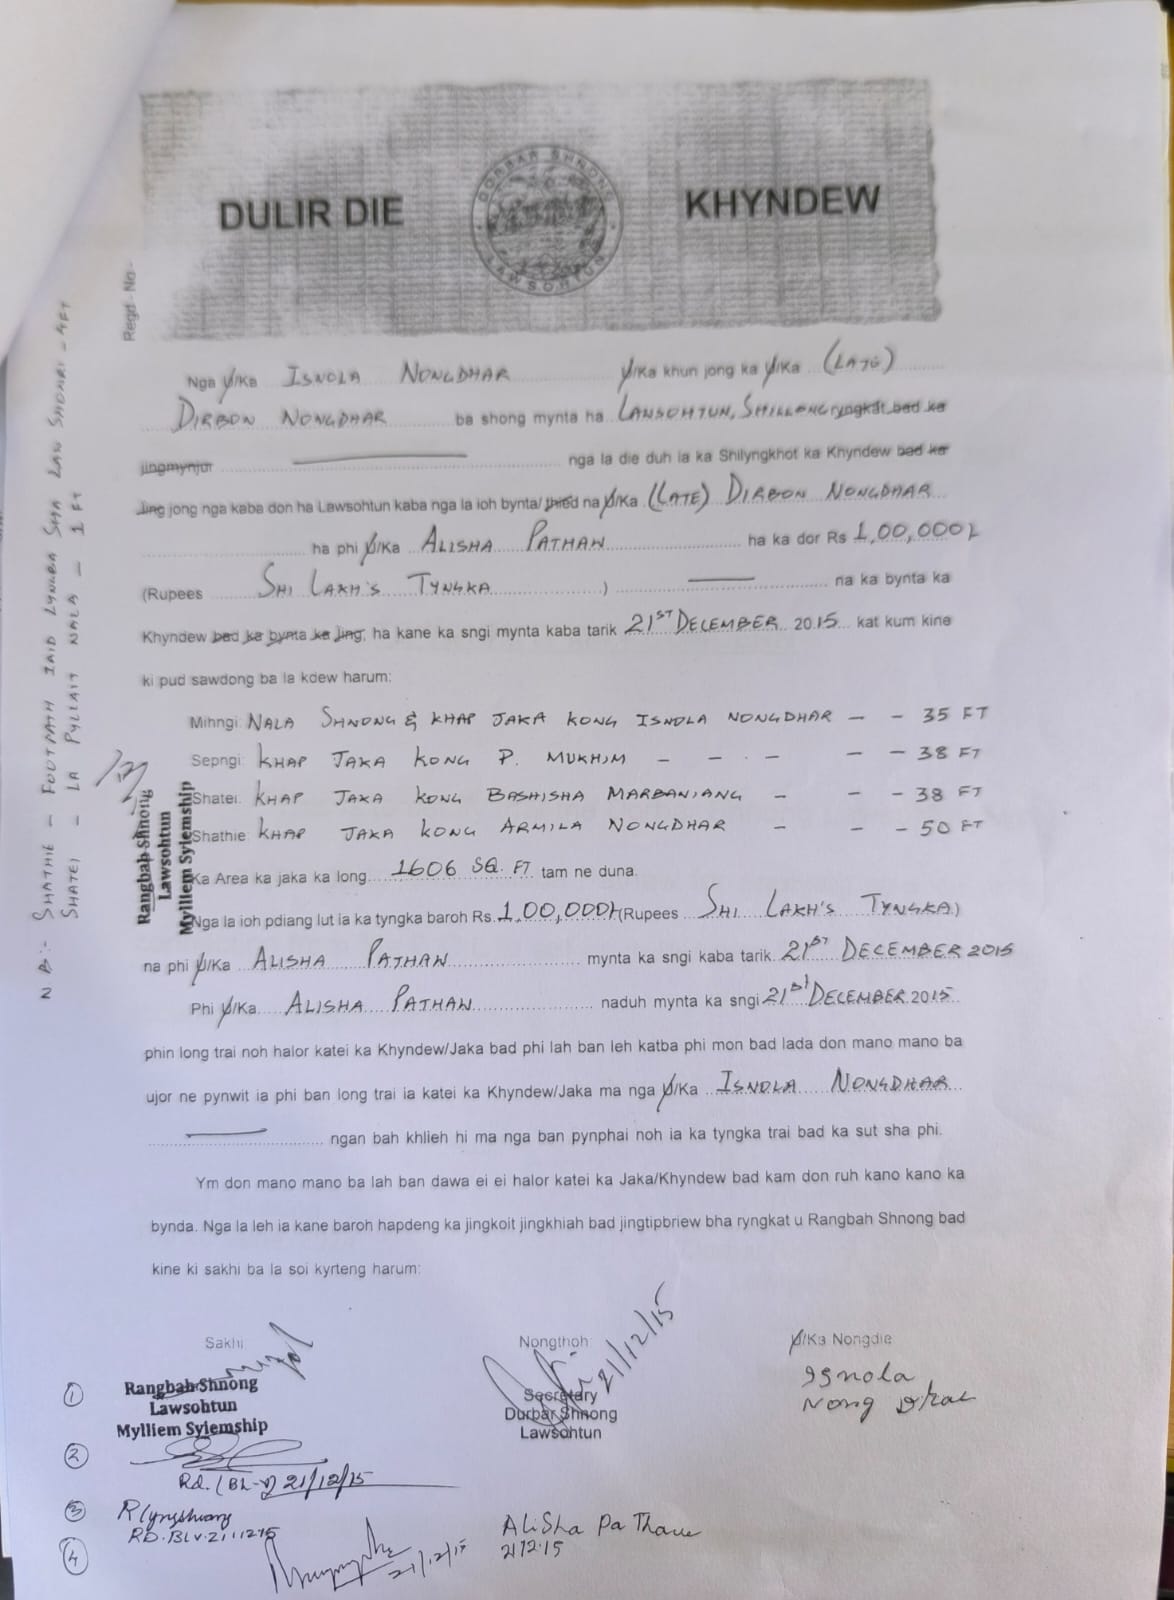 DULIR DIE KHYNDEW
DORBAR SHNONG
LAWSOHTUN
Regd- No-
Nga U/Ka ISNOLA NONGDHAR U/Ka khun jong ka U/Ka (LATE)
DIRBON NONGDHAR ba shong mynta ha LAWSOHTUN, SHILLONG ryngkat bad ka
jingmynjur nga la die duh ia ka Shilyngkhot ka Khyndew bad ka
Jing jong nga kaba don ha Lawsohtun kaba nga la ioh bynta/ thied na U/Ka (LATE) DIRBON NONGDHAR
ha phi U/Ka ALISHA PATHAN ha ka dor Rs 1,00,000/-
(Rupees SHI LAKH'S TYNGKA ) na ka bynta ka
Khyndew bad ka bynta ka Jing, ha kane ka sngi mynta kaba tarik 21ST DECEMBER 2015 kat kum kine
ki pud sawdong ba la kdew harum:
Mihngi: NALA SHNONG & KHAP JAKA KONG ISNOLA NONGDHAR - - 35 FT
Sepngi: KHAP JAKA KONG P. MUKHIM - - - - - 38 FT
Shatei: KHAP JAKA KONG BASHISHA MARBANIANG - - - 38 FT
Shathie KHAP JAKA KONG ARMILA NONGDHAR - - - 50 FT
Ka Area ka jaka ka long 1606 SQ. FT tam ne duna.
Nga la ioh pdiang lut ia ka tyngka baroh Rs. 1,00,000/- (Rupees SHI LAKH'S TYNGKA)
na phi U/Ka ALISHA PATHAN mynta ka sngi kaba tarik 21ST DECEMBER 2015
Phi U/Ka ALISHA PATHAN naduh mynta ka sngi 21ST DECEMBER 2015
phin long trai noh halor katei ka Khyndew/Jaka bad phi lah ban leh katba phi mon bad lada don mano mano ba
ujor ne pynwit ia phi ban long trai ia katei ka Khyndew/Jaka ma nga U/Ka ISNOLA NONGDHAR
ngan bah khlieh hi ma nga ban pynphai noh ia ka tyngka trai bad ka sut sha phi.
Ym don mano mano ba lah ban dawa ei ei halor katei ka Jaka/Khyndew bad kam don ruh kano kano ka
bynda. Nga la leh ia kane baroh hapdeng ka jingkoit jingkhiah bad jingtipbriew bha ryngkat u Rangbah Shnong bad
kine ki sakhi ba la soi kyrteng harum:
N B:- SHATHIE - FOOTPATH IAID LYNGBA SHA LAW SHDHRI - 4FT
SHATEI - LA PYLLAIT NALA - 1 FT
Rangbah Shnong
Lawsohtun
Mylliem Syiemship
Sakhi
Nongthoh
U/Ka Nongdie
1
Rangbah Shnong
Lawsohtun
Mylliem Syiemship
21/12/15
Secretary
Durbar Shnong
Lawsohtun
Isnola
Nong dhar
2
Rd. (BL-V) 21/12/15
3
R lyngkhang
RD. BL V. 21 12 15
4
21/12/15
AliSha Pa Thane
21 12.15